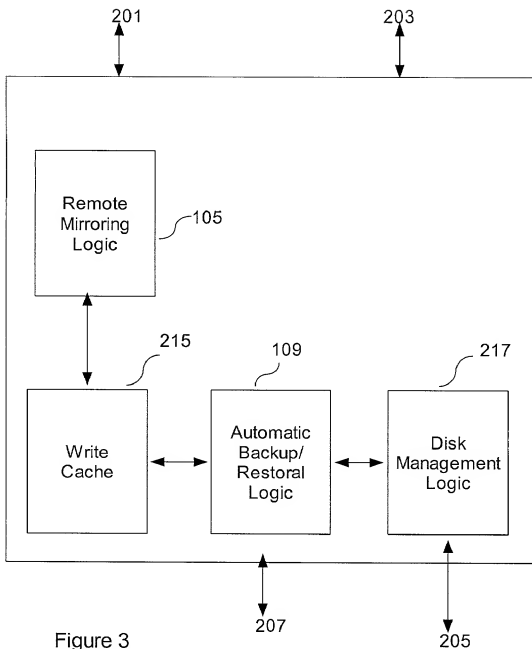 201
203
Remote
Mirroring
Logic
105
215
109
217
Write
Cache
Automatic
Backup/
Restoral
Logic
Disk
Management
Logic
207
205
Figure 3